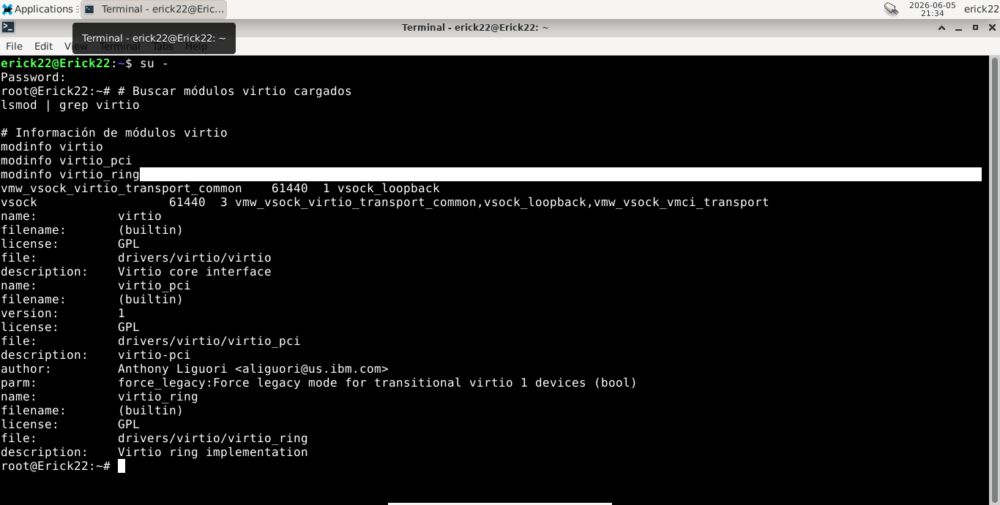 Applications
Terminal - erick22@Eric...
2026-06-05
21:34
erick22
Terminal - erick22@Erick22: ~
Terminal - erick22@Erick22: ~
File Edit View Terminal Tabs Help
erick22@Erick22:~$ su -
Password:
root@Erick22:~# # Buscar módulos virtio cargados
lsmod | grep virtio
# Información de módulos virtio
modinfo virtio
modinfo virtio_pci
modinfo virtio_ring
vmw_vsock_virtio_transport_common    61440  1 vsock_loopback
vsock                  61440  3 vmw_vsock_virtio_transport_common,vsock_loopback,vmw_vsock_vmci_transport
name:           virtio
filename:       (builtin)
license:        GPL
file:           drivers/virtio/virtio
description:    Virtio core interface
name:           virtio_pci
filename:       (builtin)
version:        1
license:        GPL
file:           drivers/virtio/virtio_pci
description:    virtio-pci
author:         Anthony Liguori <aliguori@us.ibm.com>
parm:           force_legacy:Force legacy mode for transitional virtio 1 devices (bool)
name:           virtio_ring
filename:       (builtin)
license:        GPL
file:           drivers/virtio/virtio_ring
description:    Virtio ring implementation
root@Erick22:~#